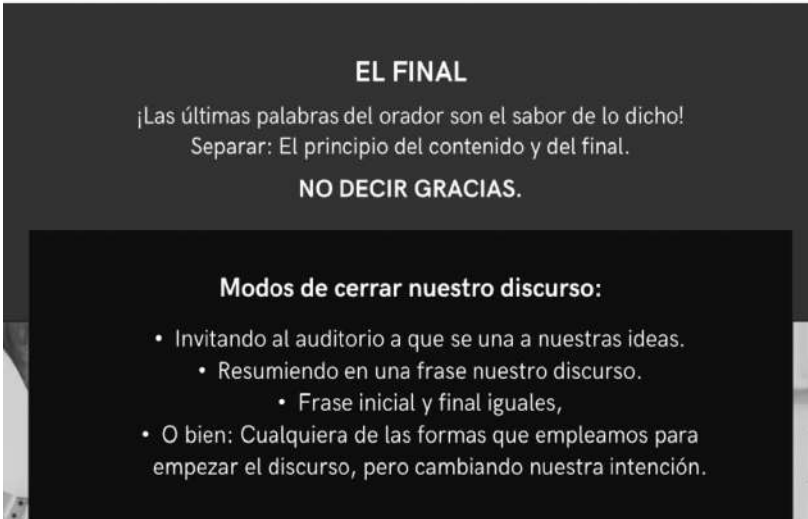 EL FINAL
¡Las últimas palabras del orador son el sabor de lo dicho!
Separar: El principio del contenido y del final.
NO DECIR GRACIAS.
Modos de cerrar nuestro discurso:
• Invitando al auditorio a que se una a nuestras ideas.
• Resumiendo en una frase nuestro discurso.
• Frase inicial y final iguales,
• O bien: Cualquiera de las formas que empleamos para
empezar el discurso, pero cambiando nuestra intención.